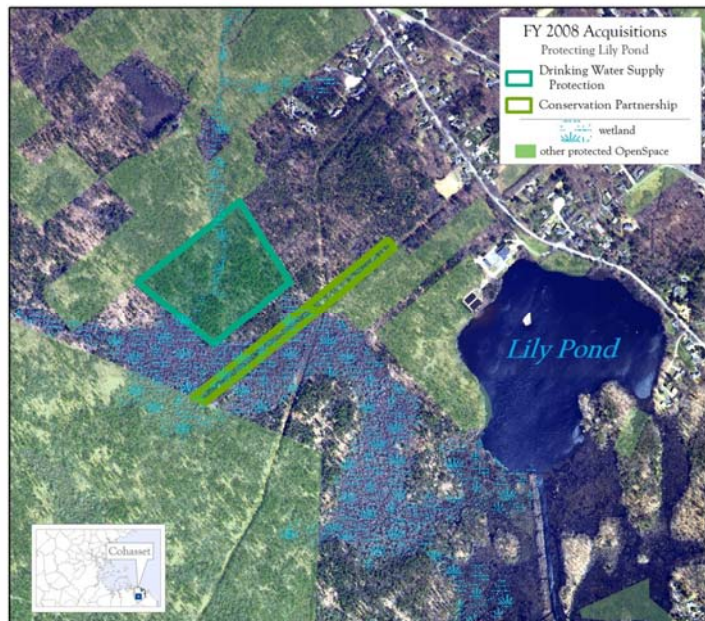 FY 2008 Acquisitions
Protecting Lily Pond
Drinking Water Supply
Protection
Conservation Partnership
wetland
other protected OpenSpace
Lily Pond
Cohasset